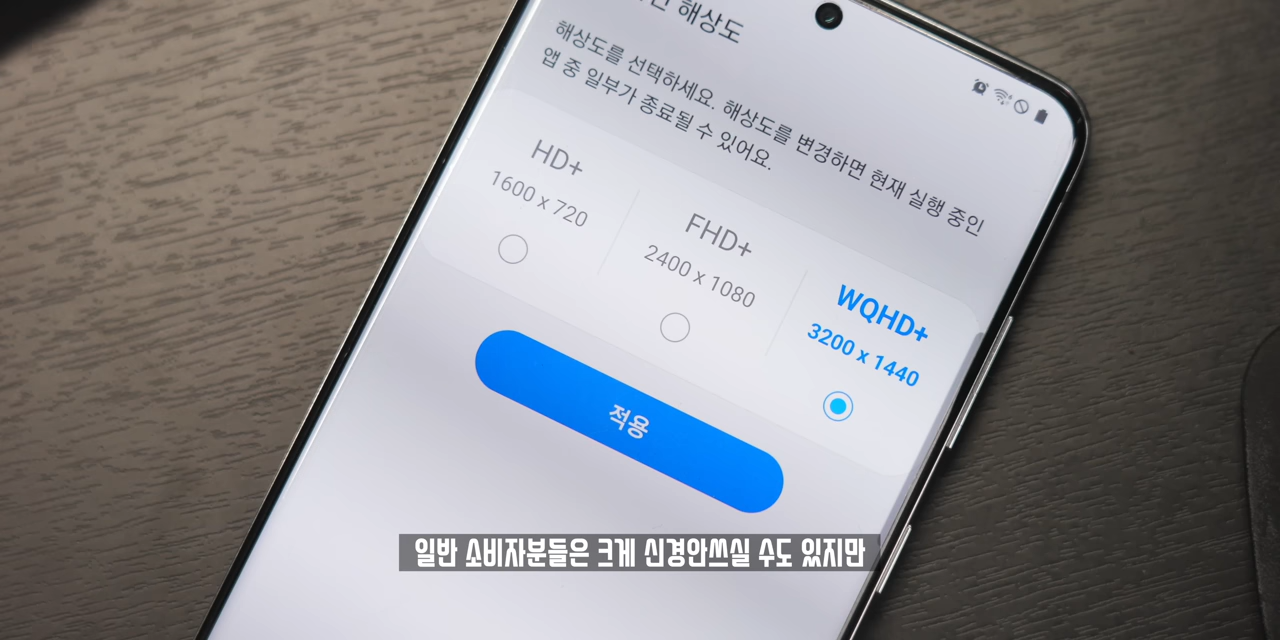 해상도
해상도를 선택하세요. 해상도를 변경하면 현재 실행 중인
앱 중 일부가 종료될 수 있어요.
HD+
1600 x 720
FHD+
2400 x 1080
WQHD+
3200 x 1440
적용
일반 소비자분들은 크게 신경안쓰실 수도 있지만